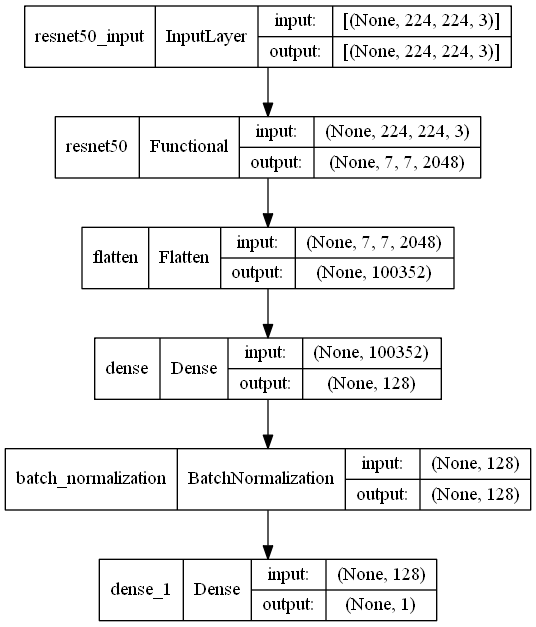 resnet50_input InputLayer input: [(None, 224, 224, 3)]
output: [(None, 224, 224, 3)]
resnet50 Functional input: (None, 224, 224, 3)
output: (None, 7, 7, 2048)
flatten Flatten input: (None, 7, 7, 2048)
output: (None, 100352)
dense Dense input: (None, 100352)
output: (None, 128)
batch_normalization BatchNormalization input: (None, 128)
output: (None, 128)
dense_1 Dense input: (None, 128)
output: (None, 1)